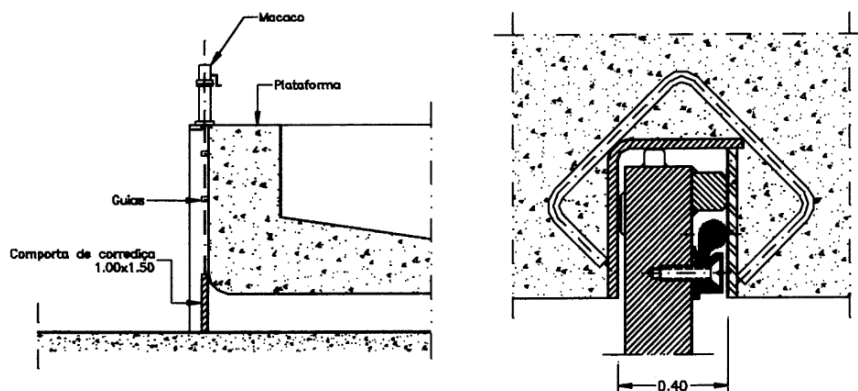 Macaco
Plataforma
Guias
Comporta de corrediça
1.00x1.50
0.40